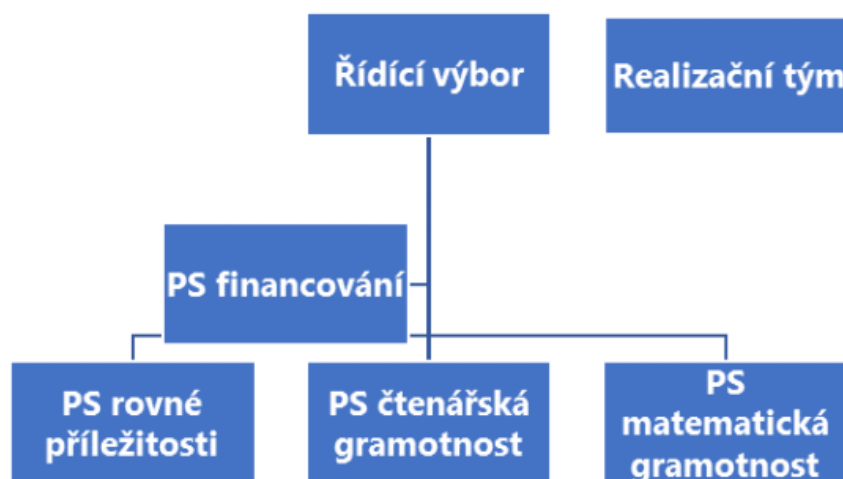 Řídící výbor
Realizační tým
PS financování
PS rovné
příležitosti
PS čtenářská
gramotnost
PS
matematická
gramotnost